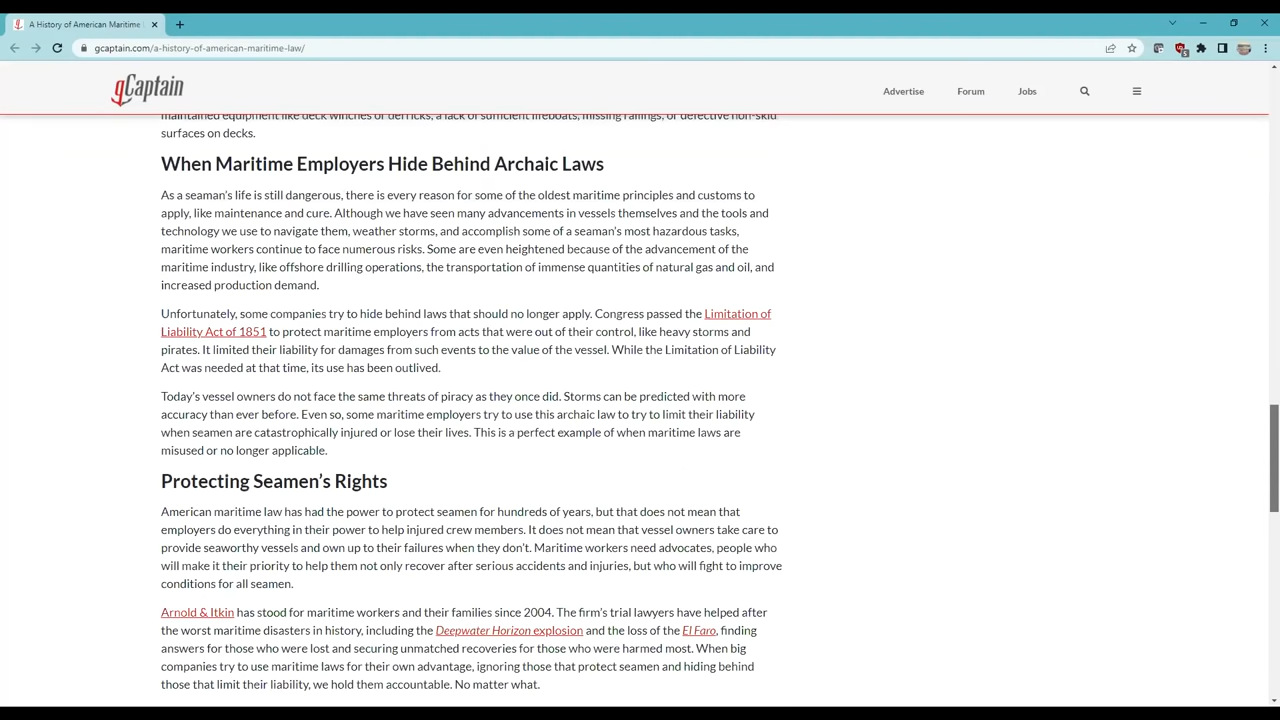 A History of American Maritime
gcaptain.com/a-history-of-american-maritime-law/
gCaptain
Advertise
Forum
Jobs
maintained equipment like deck winches or derricks, a lack of sufficient lifeboats, missing railings, or defective non-skid
surfaces on decks.
When Maritime Employers Hide Behind Archaic Laws
As a seaman's life is still dangerous, there is every reason for some of the oldest maritime principles and customs to
apply, like maintenance and cure. Although we have seen many advancements in vessels themselves and the tools and
technology we use to navigate them, weather storms, and accomplish some of a seaman's most hazardous tasks,
maritime workers continue to face numerous risks. Some are even heightened because of the advancement of the
maritime industry, like offshore drilling operations, the transportation of immense quantities of natural gas and oil, and
increased production demand.
Unfortunately, some companies try to hide behind laws that should no longer apply. Congress passed the Limitation of
Liability Act of 1851 to protect maritime employers from acts that were out of their control, like heavy storms and
pirates. It limited their liability for damages from such events to the value of the vessel. While the Limitation of Liability
Act was needed at that time, its use has been outlived.
Today's vessel owners do not face the same threats of piracy as they once did. Storms can be predicted with more
accuracy than ever before. Even so, some maritime employers try to use this archaic law to try to limit their liability
when seamen are catastrophically injured or lose their lives. This is a perfect example of when maritime laws are
misused or no longer applicable.
Protecting Seamen's Rights
American maritime law has had the power to protect seamen for hundreds of years, but that does not mean that
employers do everything in their power to help injured crew members. It does not mean that vessel owners take care to
provide seaworthy vessels and own up to their failures when they don't. Maritime workers need advocates, people who
will make it their priority to help them not only recover after serious accidents and injuries, but who will fight to improve
conditions for all seamen.
Arnold & Itkin has stood for maritime workers and their families since 2004. The firm's trial lawyers have helped after
the worst maritime disasters in history, including the Deepwater Horizon explosion and the loss of the El Faro, finding
answers for those who were lost and securing unmatched recoveries for those who were harmed most. When big
companies try to use maritime laws for their own advantage, ignoring those that protect seamen and hiding behind
those that limit their liability, we hold them accountable. No matter what.